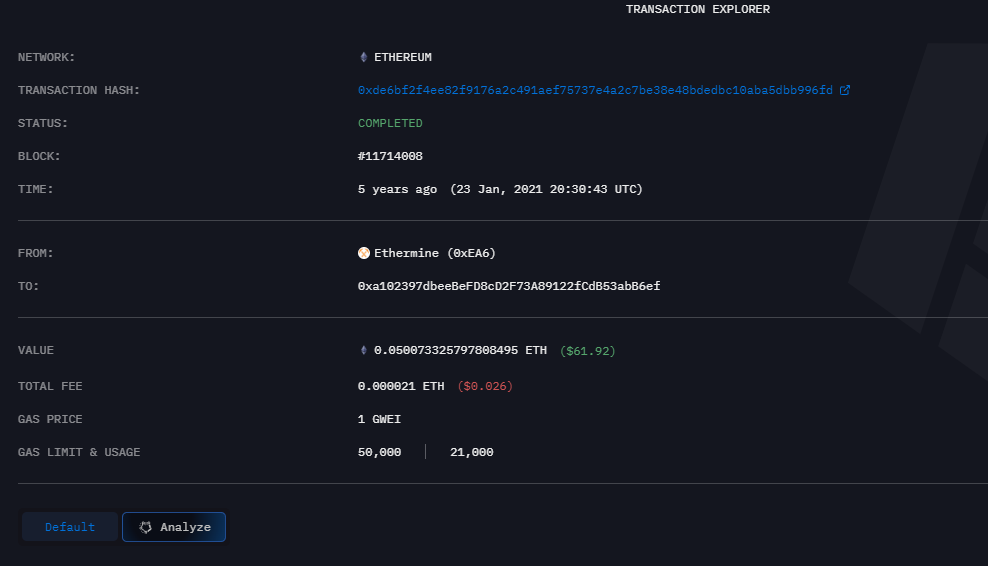 TRANSACTION EXPLORER
NETWORK: ETHEREUM
TRANSACTION HASH: 0xde6bf2f4ee82f9176a2c491aef75737e4a2c7be38e48bdedbc10aba5dbb996fd
STATUS: COMPLETED
BLOCK: #11714008
TIME: 5 years ago (23 Jan, 2021 20:30:43 UTC)
FROM: Ethermine (0xEA6)
TO: 0xa102397dbeeBeFD8cD2F73A89122fCdB53abB6ef
VALUE 0.050073325797808495 ETH ($61.92)
TOTAL FEE 0.000021 ETH ($0.026)
GAS PRICE 1 GWEI
GAS LIMIT & USAGE 50,000 | 21,000
Default Analyze